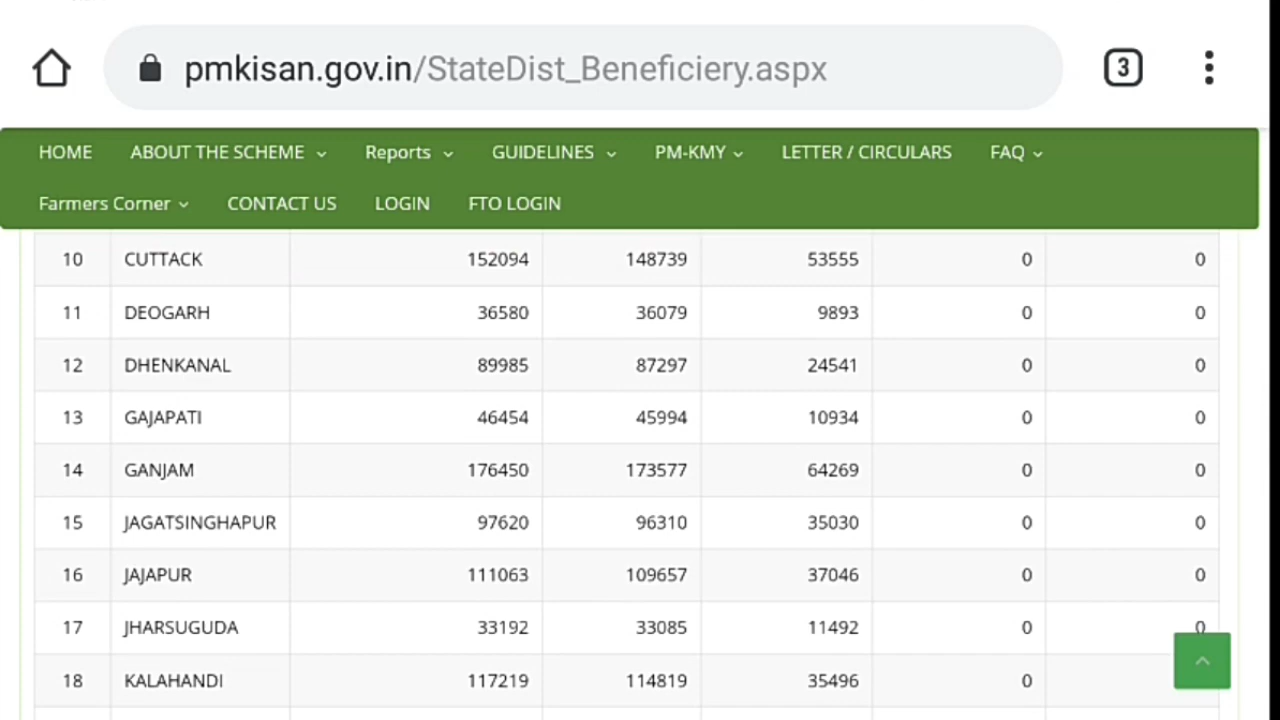 pmkisan.gov.in/StateDist_Beneficiery.aspx 3
HOME ABOUT THE SCHEME Reports GUIDELINES PM-KMY LETTER / CIRCULARS FAQ
Farmers Corner CONTACT US LOGIN FTO LOGIN
10 CUTTACK 152094 148739 53555 0 0
11 DEOGARH 36580 36079 9893 0 0
12 DHENKANAL 89985 87297 24541 0 0
13 GAJAPATI 46454 45994 10934 0 0
14 GANJAM 176450 173577 64269 0 0
15 JAGATSINGHAPUR 97620 96310 35030 0 0
16 JAJAPUR 111063 109657 37046 0 0
17 JHARSUGUDA 33192 33085 11492 0 0
18 KALAHANDI 117219 114819 35496 0